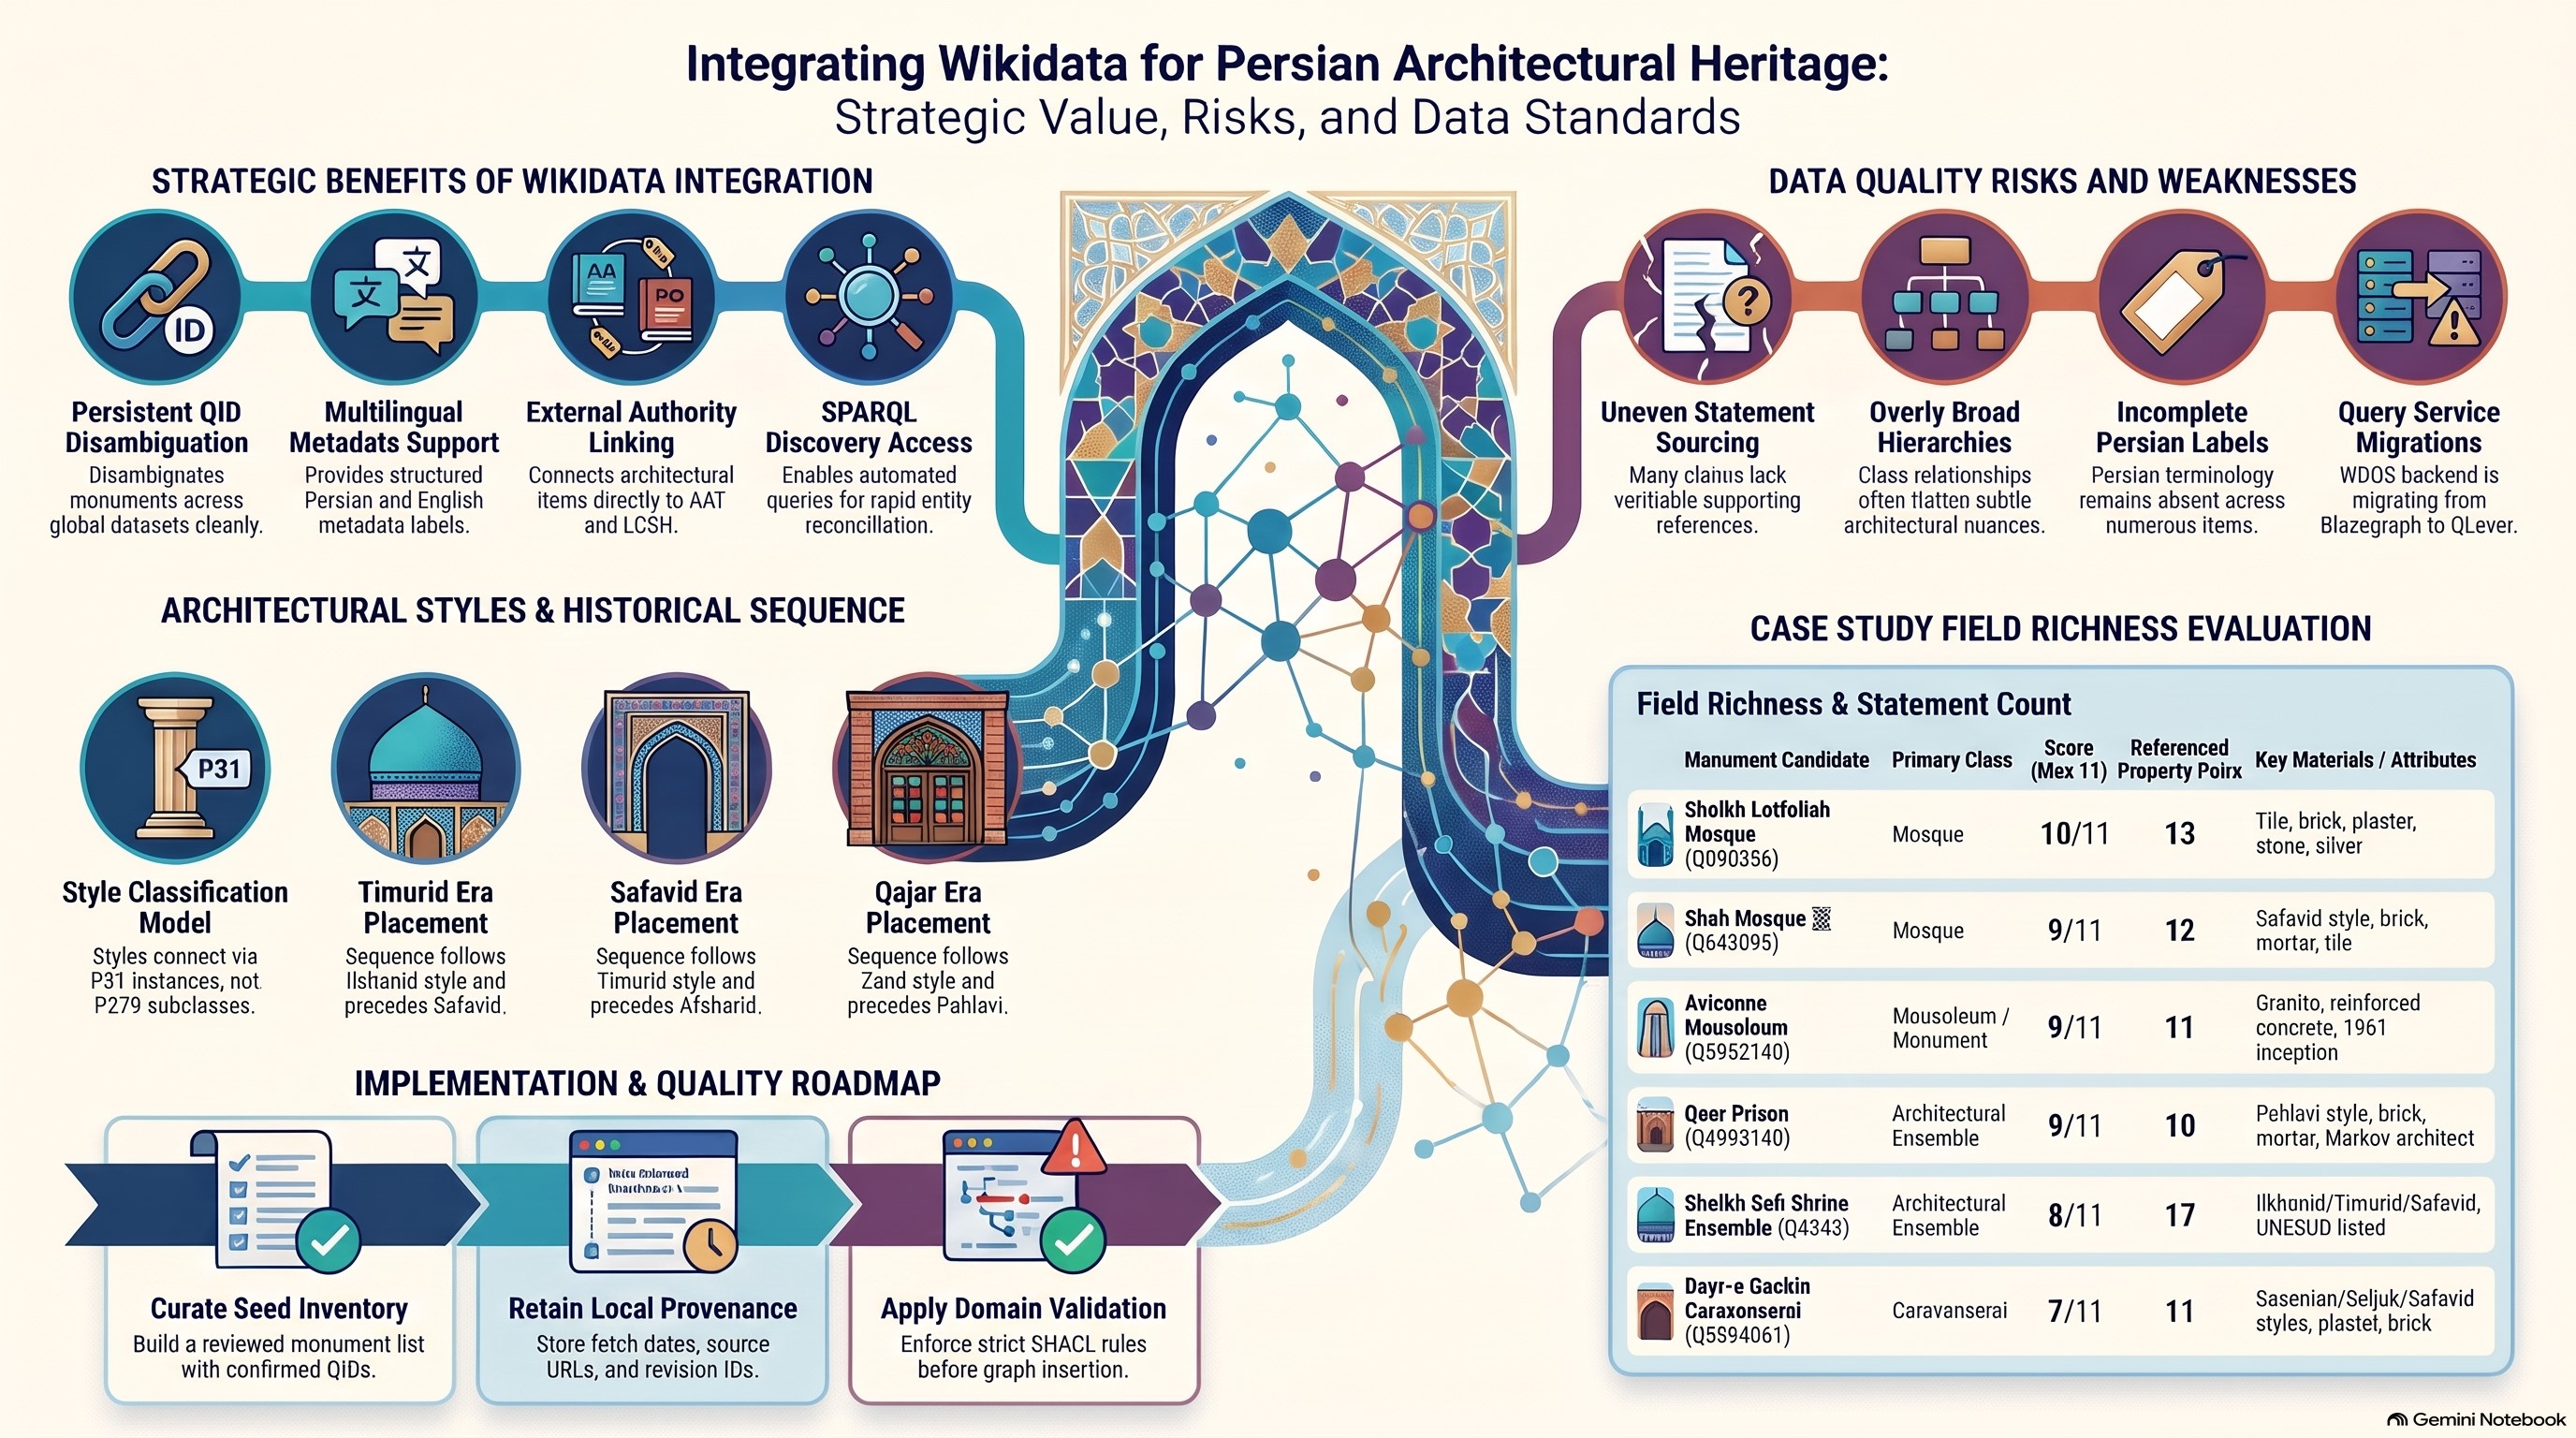 Integrating Wikidata for Persian Architectural Heritage:
Strategic Value, Risks, and Data Standards
STRATEGIC BENEFITS OF WIKIDATA INTEGRATION
ID
Persistent QID
Disambiguation
Disambignates
monuments across
global datasets cleanly.
文
文
Multilingual
Metadats Support
Provides structured
Persian and English
metadata labels.
AA
PO
External Authority
Linking
Connects architectural
items directly to AAT
and LCSH.
SPARQL
Discovery Access
Enables automated
queries for rapid entity
reconcillation.
DATA QUALITY RISKS AND WEAKNESSES
?
Uneven Statement
Sourcing
Many clanus lack
veritiable supporting
references.
Overly Broad
Hierarchies
Class relationships
often tlatten subtle
architectural nuances.
Incomplete
Persian Labels
Persian terminology
remains absent across
numerous items.
!
Query Service
Migrations
WDOS backend is
migrating from
Blazegraph to QLever.
ARCHITECTURAL STYLES & HISTORICAL SEQUENCE
P31
Style Classification
Model
Styles connect via
P31 instances, not.
P279 subclasses.
Timurid Era
Placement
Sequence follows
Ilshanid style and
precedes Safavid.
Safavid Era
Placement
Sequence follows
Timurid style and
precedes Afsharid.
Qajar Era
Placement
Sequence follows
Zand style and
precedes Pahlavi.
CASE STUDY FIELD RICHNESS EVALUATION
Field Richness & Statement Count
Manument Candidate Primary Class Score (Mex 11) Referenced Property Poirx Key Materials / Attributes
Sholkh Lotfoliah
Mosque
(Q090356)
Mosque
10/11
13
Tile, brick, plaster,
stone, silver
Shah Mosque
(Q643095)
Mosque
9/11
12
Safavid style, brick,
mortar, tile
Aviconne
Mousoloum
(Q5952140)
Mousoleum /
Monument
9/11
11
Granito, reinforced
concrete, 1961
inception
Qeer Prison
(Q4993140)
Architectural
Ensemble
9/11
10
Pehlavi style, brick,
mortar, Markov architect
Shelkh Sefi Shrine
Ensemble (Q4343)
Architectural
Ensemble
8/11
17
Ilkhanid/Timurid/Safavid,
UNESUD listed
Dayr-e Gackin
Caraxonserni
(Q5S94061)
Caravanserai
7/11
11
Sasenian/Seljuk/Safavid
styles, plastef, brick
IMPLEMENTATION & QUALITY ROADMAP
Curate Seed Inventory
Build a reviewed monument list
with confirmed QiDs.
Retain Local Provenance
Store fetch dates, source
URLs, and revision IDs.
!
Apply Domain Validation
Enforce strict SHACL rules
before graph insertion.
Gemini Notebook